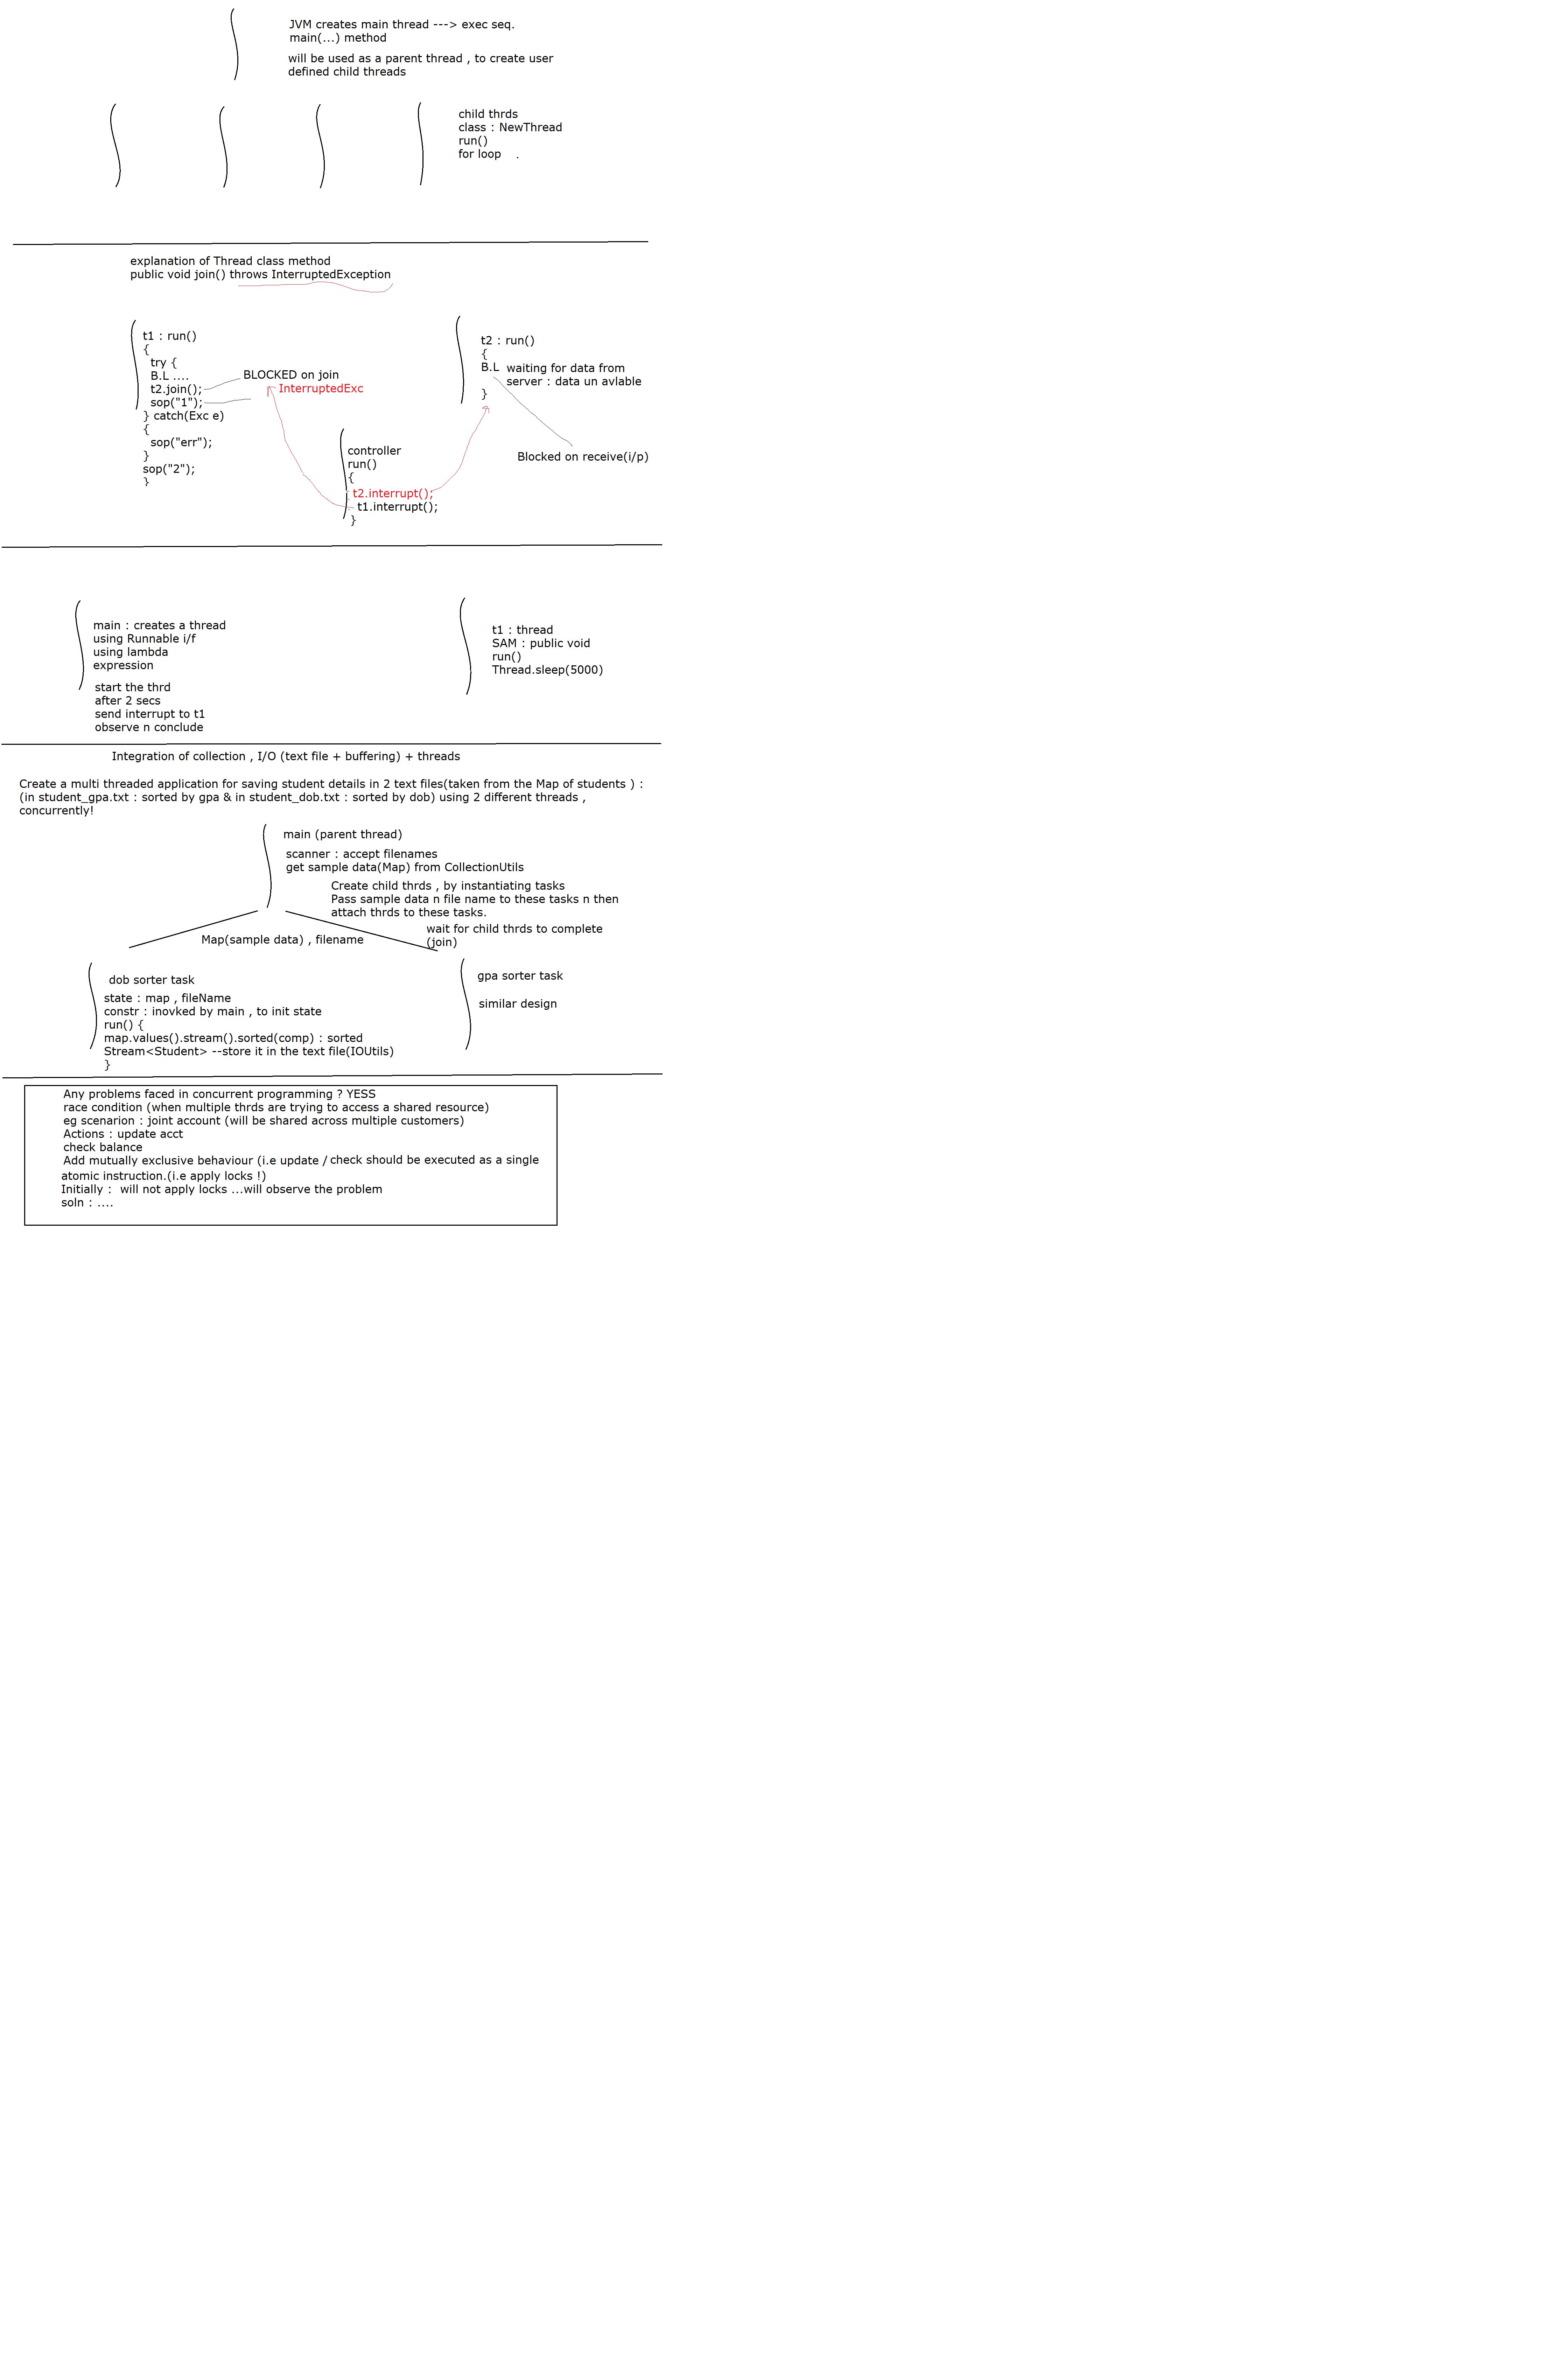 JVM creates main thread ---> exec seq.
main(...) method
will be used as a parent thread , to create user
defined child threads
child thrds
class : NewThread
run()
for loop    .
explanation of Thread class method
public void join() throws InterruptedException
t1 : run()
{
try {
B.L ....
t2.join();
sop("1");
} catch(Exc e)
{
sop("err");
}
sop("2");
}
BLOCKED on join
InterruptedExc
t2 : run()
{
B.L waiting for data from
server : data un avlable
}
Blocked on receive(i/p)
controller
run()
{
t2.interrupt();
t1.interrupt();
}
main : creates a thread
using Runnable i/f
using lambda
expression
start the thrd
after 2 secs
send interrupt to t1
observe n conclude
t1 : thread
SAM : public void
run()
Thread.sleep(5000)
Integration of collection , I/O (text file + buffering) + threads
Create a multi threaded application for saving student details in 2 text files(taken from the Map of students ) :
(in student_gpa.txt : sorted by gpa & in student_dob.txt : sorted by dob) using 2 different threads ,
concurrently!
main (parent thread)
scanner : accept filenames
get sample data(Map) from CollectionUtils
Create child thrds , by instantiating tasks
Pass sample data n file name to these tasks n then
attach thrds to these tasks.
wait for child thrds to complete
(join)
Map(sample data) , filename
dob sorter task
state : map , fileName
constr : inovked by main , to init state
run() {
map.values().stream().sorted(comp) : sorted
Stream<Student> --store it in the text file(IOUtils)
}
gpa sorter task
similar design
Any problems faced in concurrent programming ? YESS
race condition (when multiple thrds are trying to access a shared resource)
eg scenarion : joint account (will be shared across multiple customers)
Actions : update acct
check balance
Add mutually exclusive behaviour (i.e update / check should be executed as a single
atomic instruction.(i.e apply locks !)
Initially :  will not apply locks ...will observe the problem
soln : ....